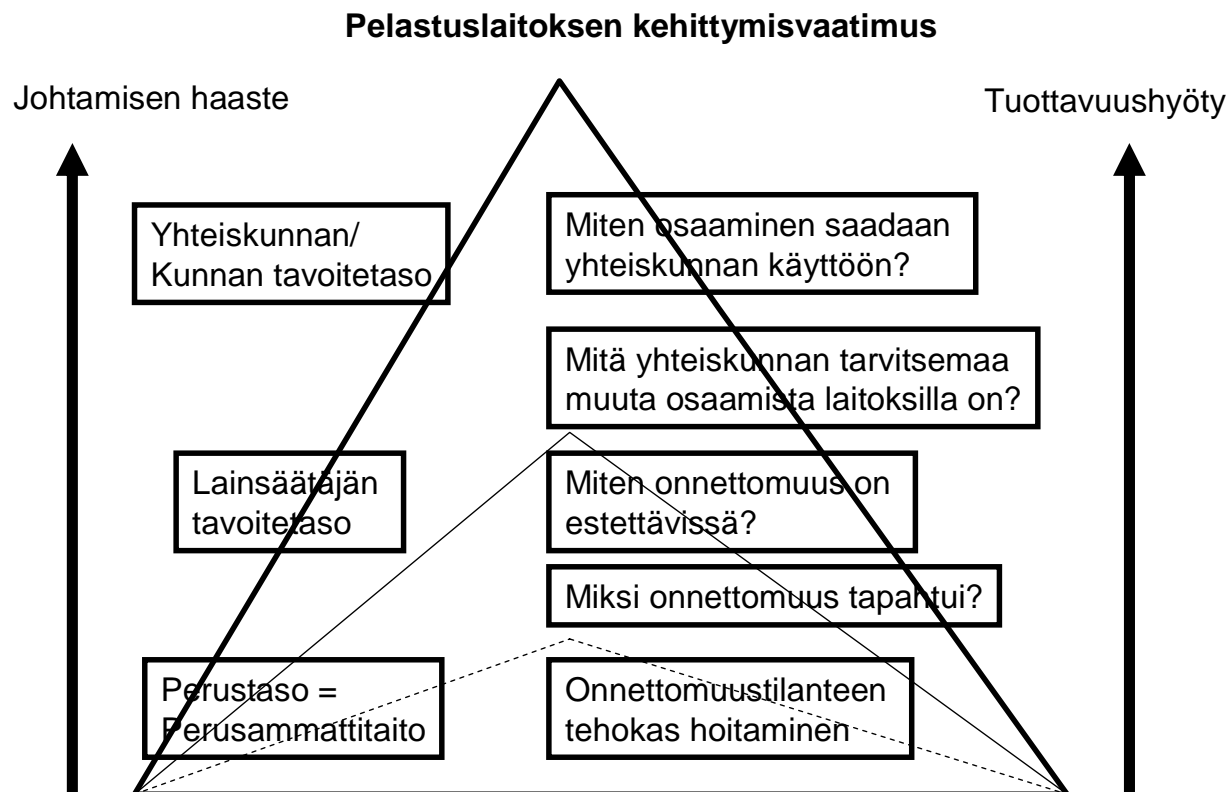 Pelastuslaitoksen kehittymisvaatimus
Johtamisen haaste
Tuottavuushyöty
Yhteiskunnan/
Kunnan tavoitetaso
Miten osaaminen saadaan
yhteiskunnan käyttöön?
Mitä yhteiskunnan tarvitsemaa
muuta osaamista laitoksilla on?
Lainsäätäjän
tavoitetaso
Miten onnettomuus on
estettävissä?
Miksi onnettomuus tapahtui?
Perustaso =
Perusammattitaito
Onnettomuustilanteen
tehokas hoitaminen